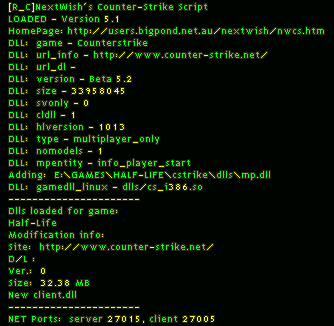 [R_C]NextWish's Counter-Strike Script
LOADED - Version 5.1
HomePage: http://users.bigpond.net.au/nextwish/nwcs.htm
DLL: game - Counterstrike
DLL: url_info - http://www.counter-strike.net/
DLL: url_dl -
DLL: version - Beta 5.2
DLL: size - 33958045
DLL: svonly - 0
DLL: cldll - 1
DLL: hlversion - 1013
DLL: type - multiplayer_only
DLL: nomodels - 1
DLL: mpentity - info_player_start
Adding: E:\GAMES\HALF-LIFE\cstrike\dlls\mp.dll
DLL: gamedll_linux - dlls/cs_i386.so
----------------------
Dlls loaded for game:
Half-Life
Modification info:
Site: http://www.counter-strike.net/
D/L :
Ver.: 0
Size: 32.38 MB
New client.dll
----------------------
NET Ports: server 27015, client 27005